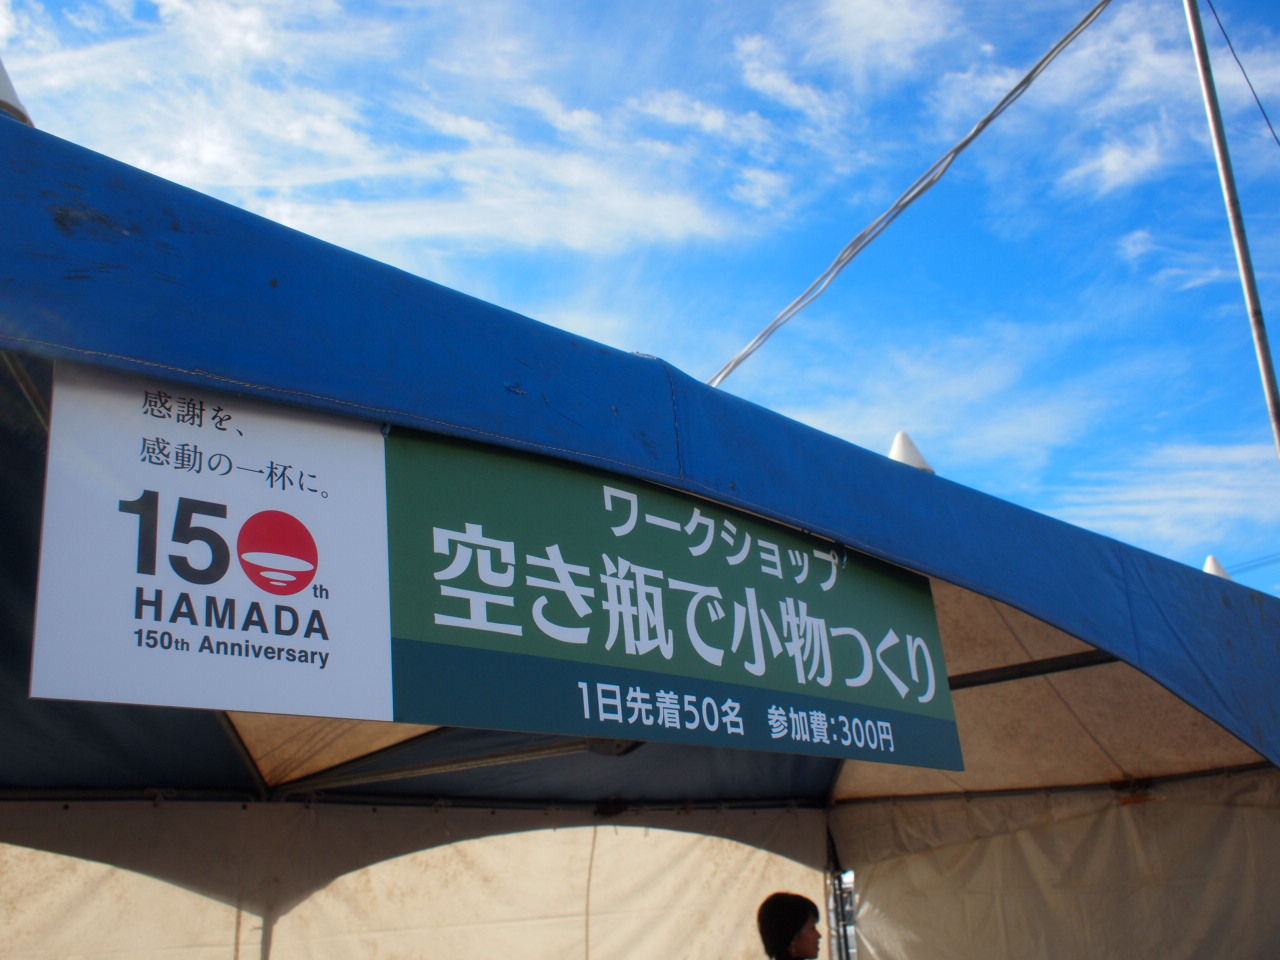 感謝を、
感動の一杯に。
150th
HAMADA
150th Anniversary
ワークショップ
空き瓶で小物つくり
1日先着50名 参加費:300円